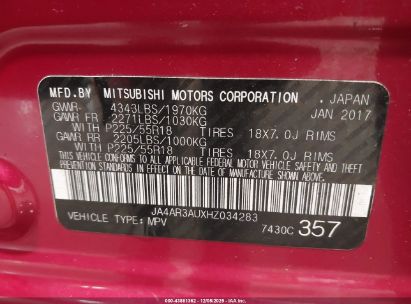 MFD.BY MITSUBISHI MOTORS CORPORATION . JAPAN
GWR- 4343LBS/1970KG JAN 2017
GAWR FR 2271LBS/1030KG
WITH P225/55R18 TIRES 18X7.0J RIMS
GAWR RR 2205LBS/1000KG
WITH P225/55R18 TIRES 18X7.0J RIMS
THIS VEHICLE CONFORMS TO ALL APPLICABLE
FEDERAL MOTOR VEHICLE SAFETY AND THEFT
PREVENTION STANDARDS IN EFFECT ON THE DATE
OF MANUFACTURE SHOWN ABOVE.
JA4AR3AUXHZ034283
VEHICLE TYPE: MPV 7430C 357